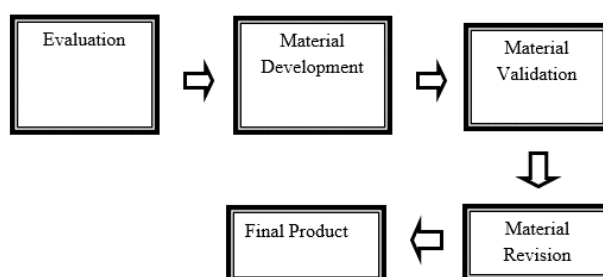 Evaluation
Material
Development
Material
Validation
Material
Revision
Final Product